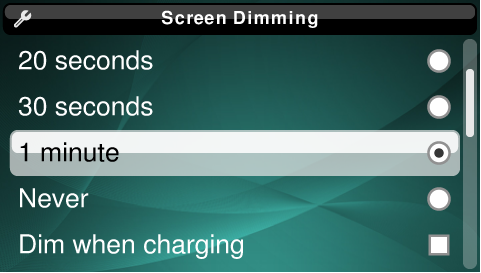 Screen Dimming
20 seconds
30 seconds
1 minute
Never
Dim when charging